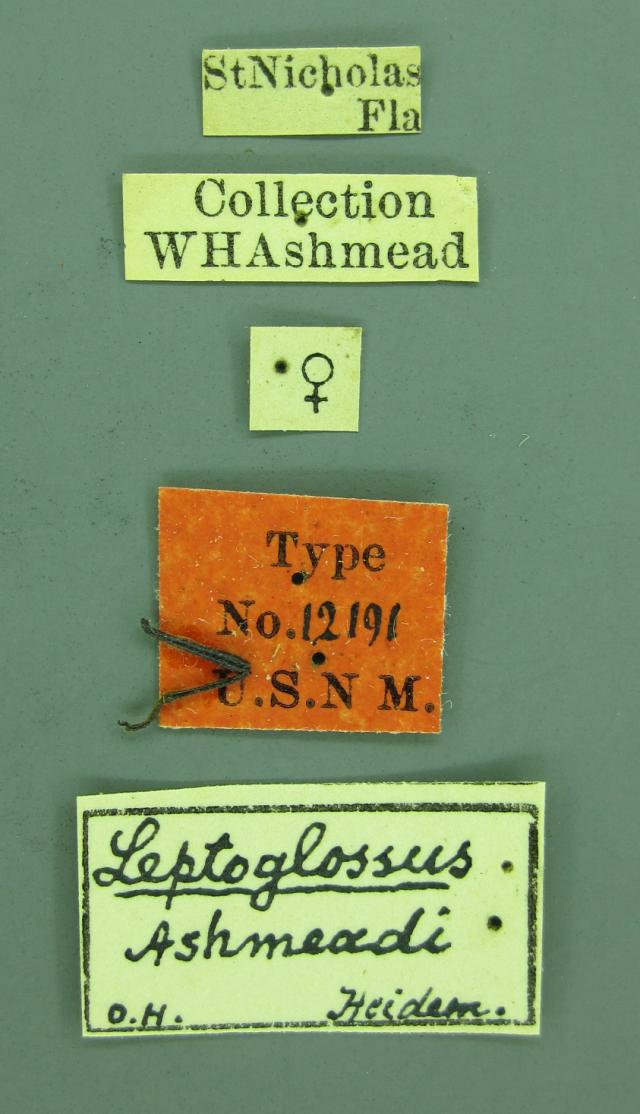 StNicholas
Fla
Collection
WHAshmead
♀
Type
No.12191
U.S.N M.
Leptoglossus
Ashmeadi
O.H. Heidem.